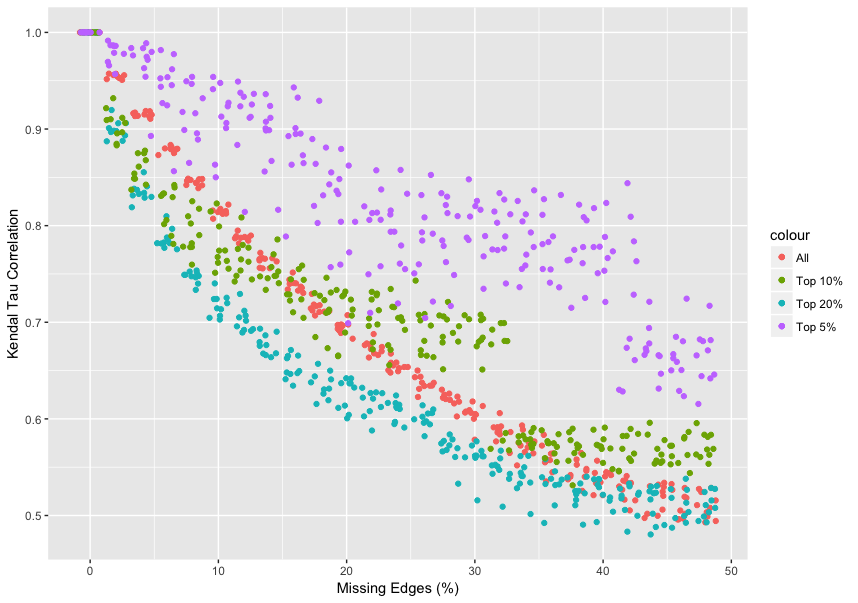 1.0
0.9
0.8
0.7
0.6
0.5
Kendal Tau Correlation
0 10 20 30 40 50
Missing Edges (%)
colour
All
Top 10%
Top 20%
Top 5%